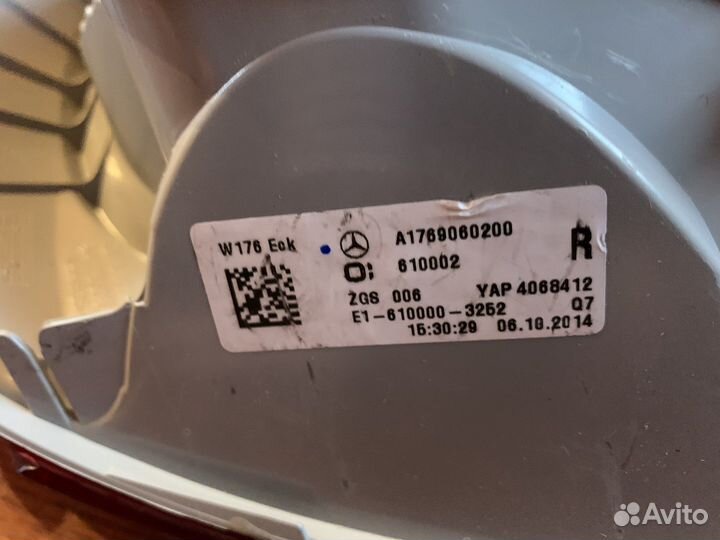 W176 Eck
A1769060200
R
610002
ZGS 006
YAP 4068412
E1-610000-3252
Q7
15:30:29 06.10.2014
Avito